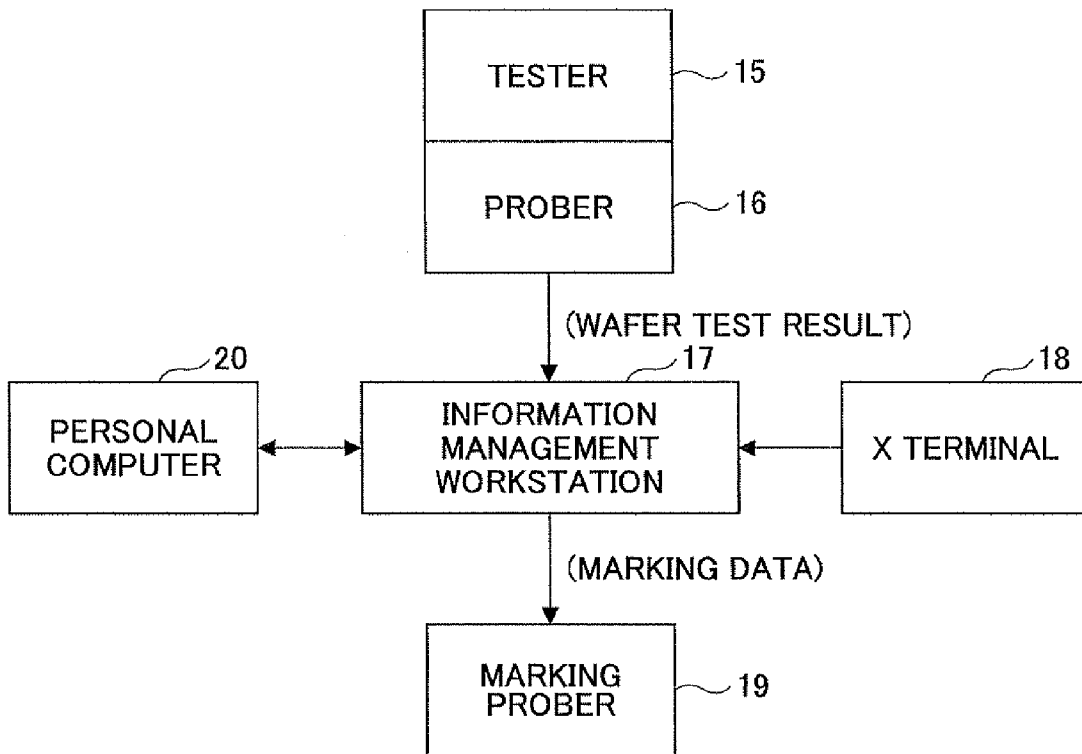 TESTER
15
PROBER
16
(WAFER TEST RESULT)
20
17
18
PERSONAL
COMPUTER
INFORMATION
MANAGEMENT
WORKSTATION
X TERMINAL
(MARKING DATA)
MARKING
PROBER
19